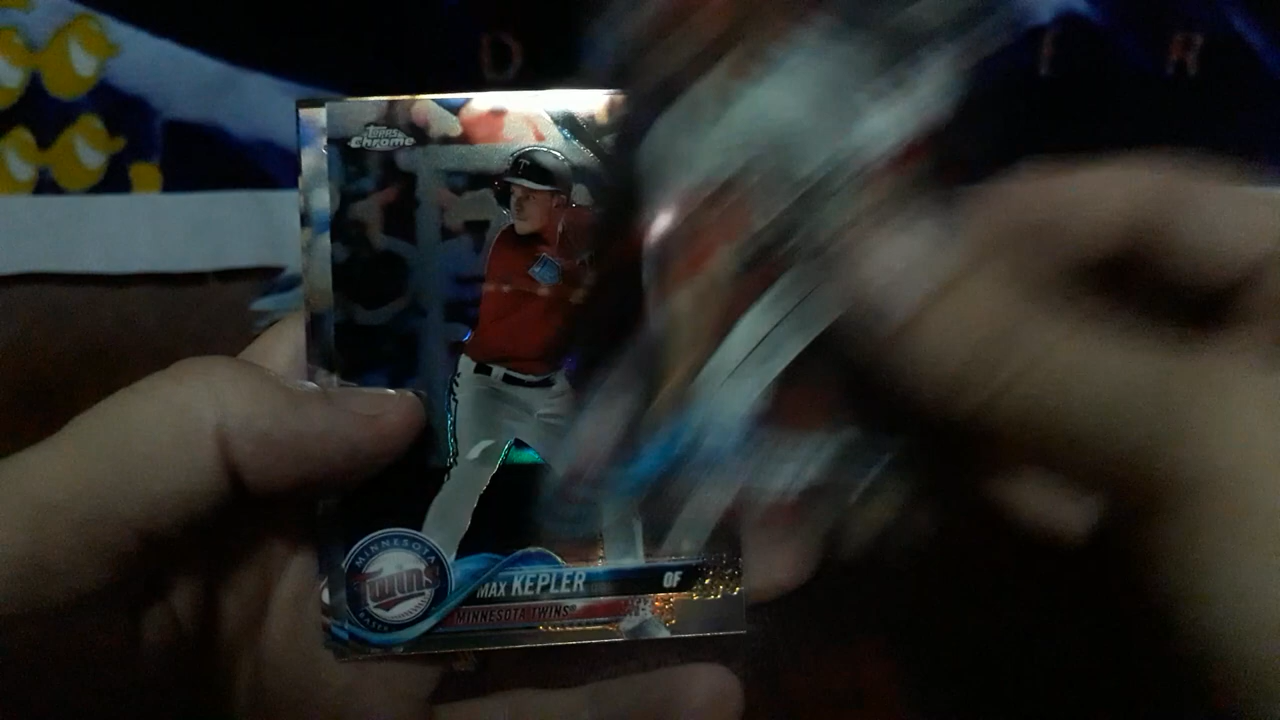 D
E R
TOPPS
Chrome
T
MINNESOTA
Twins
MAX KEPLER OF
MINNESOTA TWINS